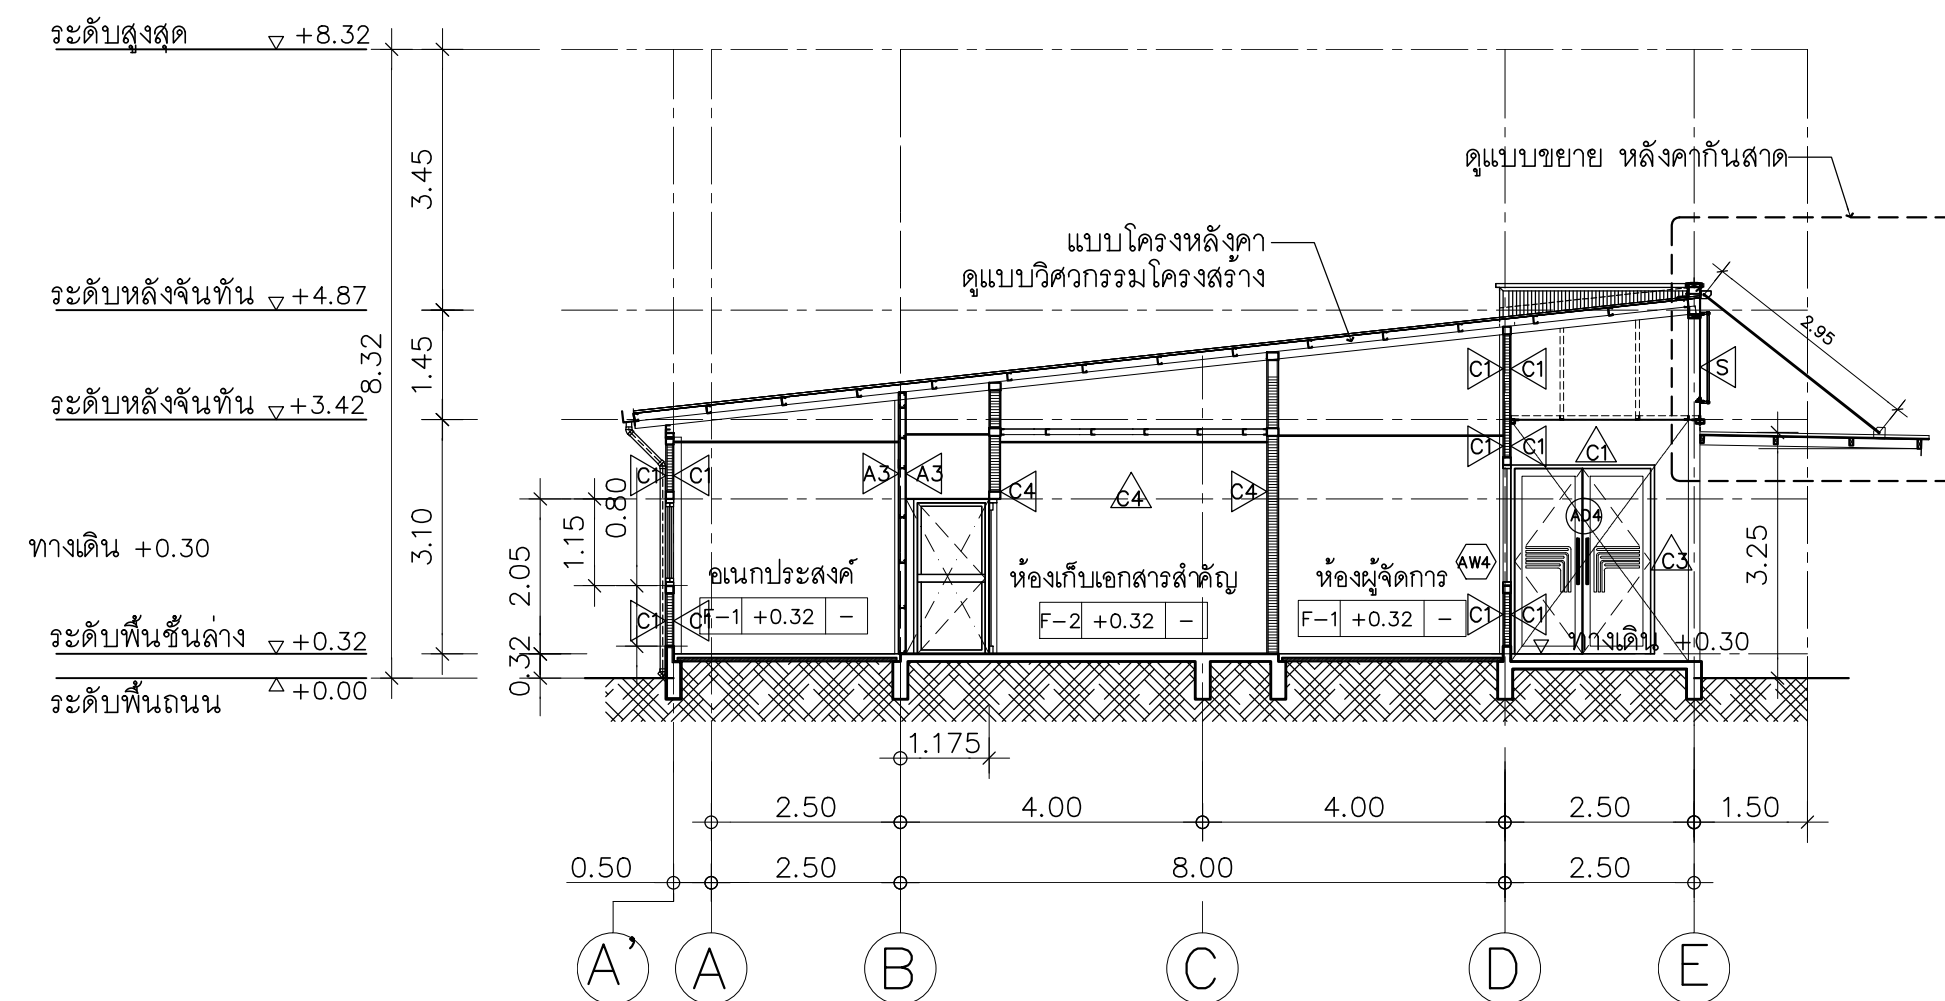 ระดับสูงสุด +8.32
3.45
ดูแบบขยาย หลังคากันสาด
แบบโครงหลังคา
ดูแบบวิศวกรรมโครงสร้าง
ระดับหลังจันทัน +4.87
2.95
8.32
1.45
C1 C1 S
ระดับหลังจันทัน +3.42
C1 C1 A3 A3 C4 C4 C4 C1 C1 C1
0.80
AD4
ทางเดิน +0.30
3.10
1.15
2.05
3.25
AW4
C3
อเนกประสงค์
ห้องเก็บเอกสารสำคัญ
ห้องผู้จัดการ
C1 C1 F-1 +0.32 -
F-2 +0.32 -
F-1 +0.32 -
C1 C1
ระดับพื้นชั้นล่าง +0.32
ทางเดิน +0.30
0.32
+0.00
ระดับพื้นถนน
1.175
2.50 4.00 4.00 2.50 1.50
0.50 2.50 8.00 2.50
A' A B C D E